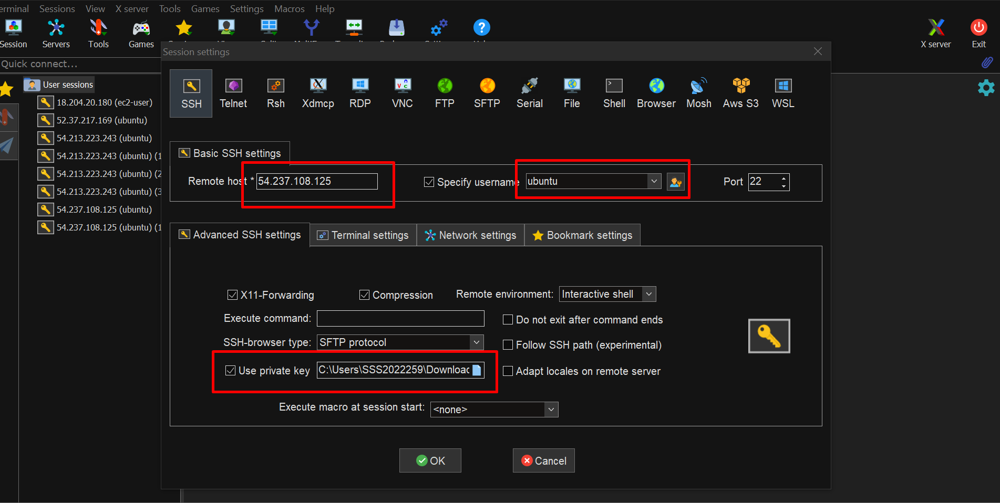 erminal Sessions View X server Tools Games Settings Macros Help
Session Servers Tools Games X server Exit
Session settings
Quick connect...
User sessions
18.204.20.180 (ec2-user)
52.37.217.169 (ubuntu)
54.213.223.243 (ubuntu)
54.213.223.243 (ubuntu) (1
54.213.223.243 (ubuntu) (2
54.213.223.243 (ubuntu) (3
54.237.108.125 (ubuntu)
54.237.108.125 (ubuntu) (1
SSH Telnet Rsh Xdmcp RDP VNC FTP SFTP Serial File Shell Browser Mosh Aws S3 WSL
Basic SSH settings
Remote host * 54.237.108.125 Specify username ubuntu Port 22
Advanced SSH settings Terminal settings Network settings Bookmark settings
X11-Forwarding Compression Remote environment: Interactive shell
Execute command: Do not exit after command ends
SSH-browser type: SFTP protocol Follow SSH path (experimental)
Use private key C:\Users\SSS2022259\Downloac Adapt locales on remote server
Execute macro at session start: <none>
OK Cancel